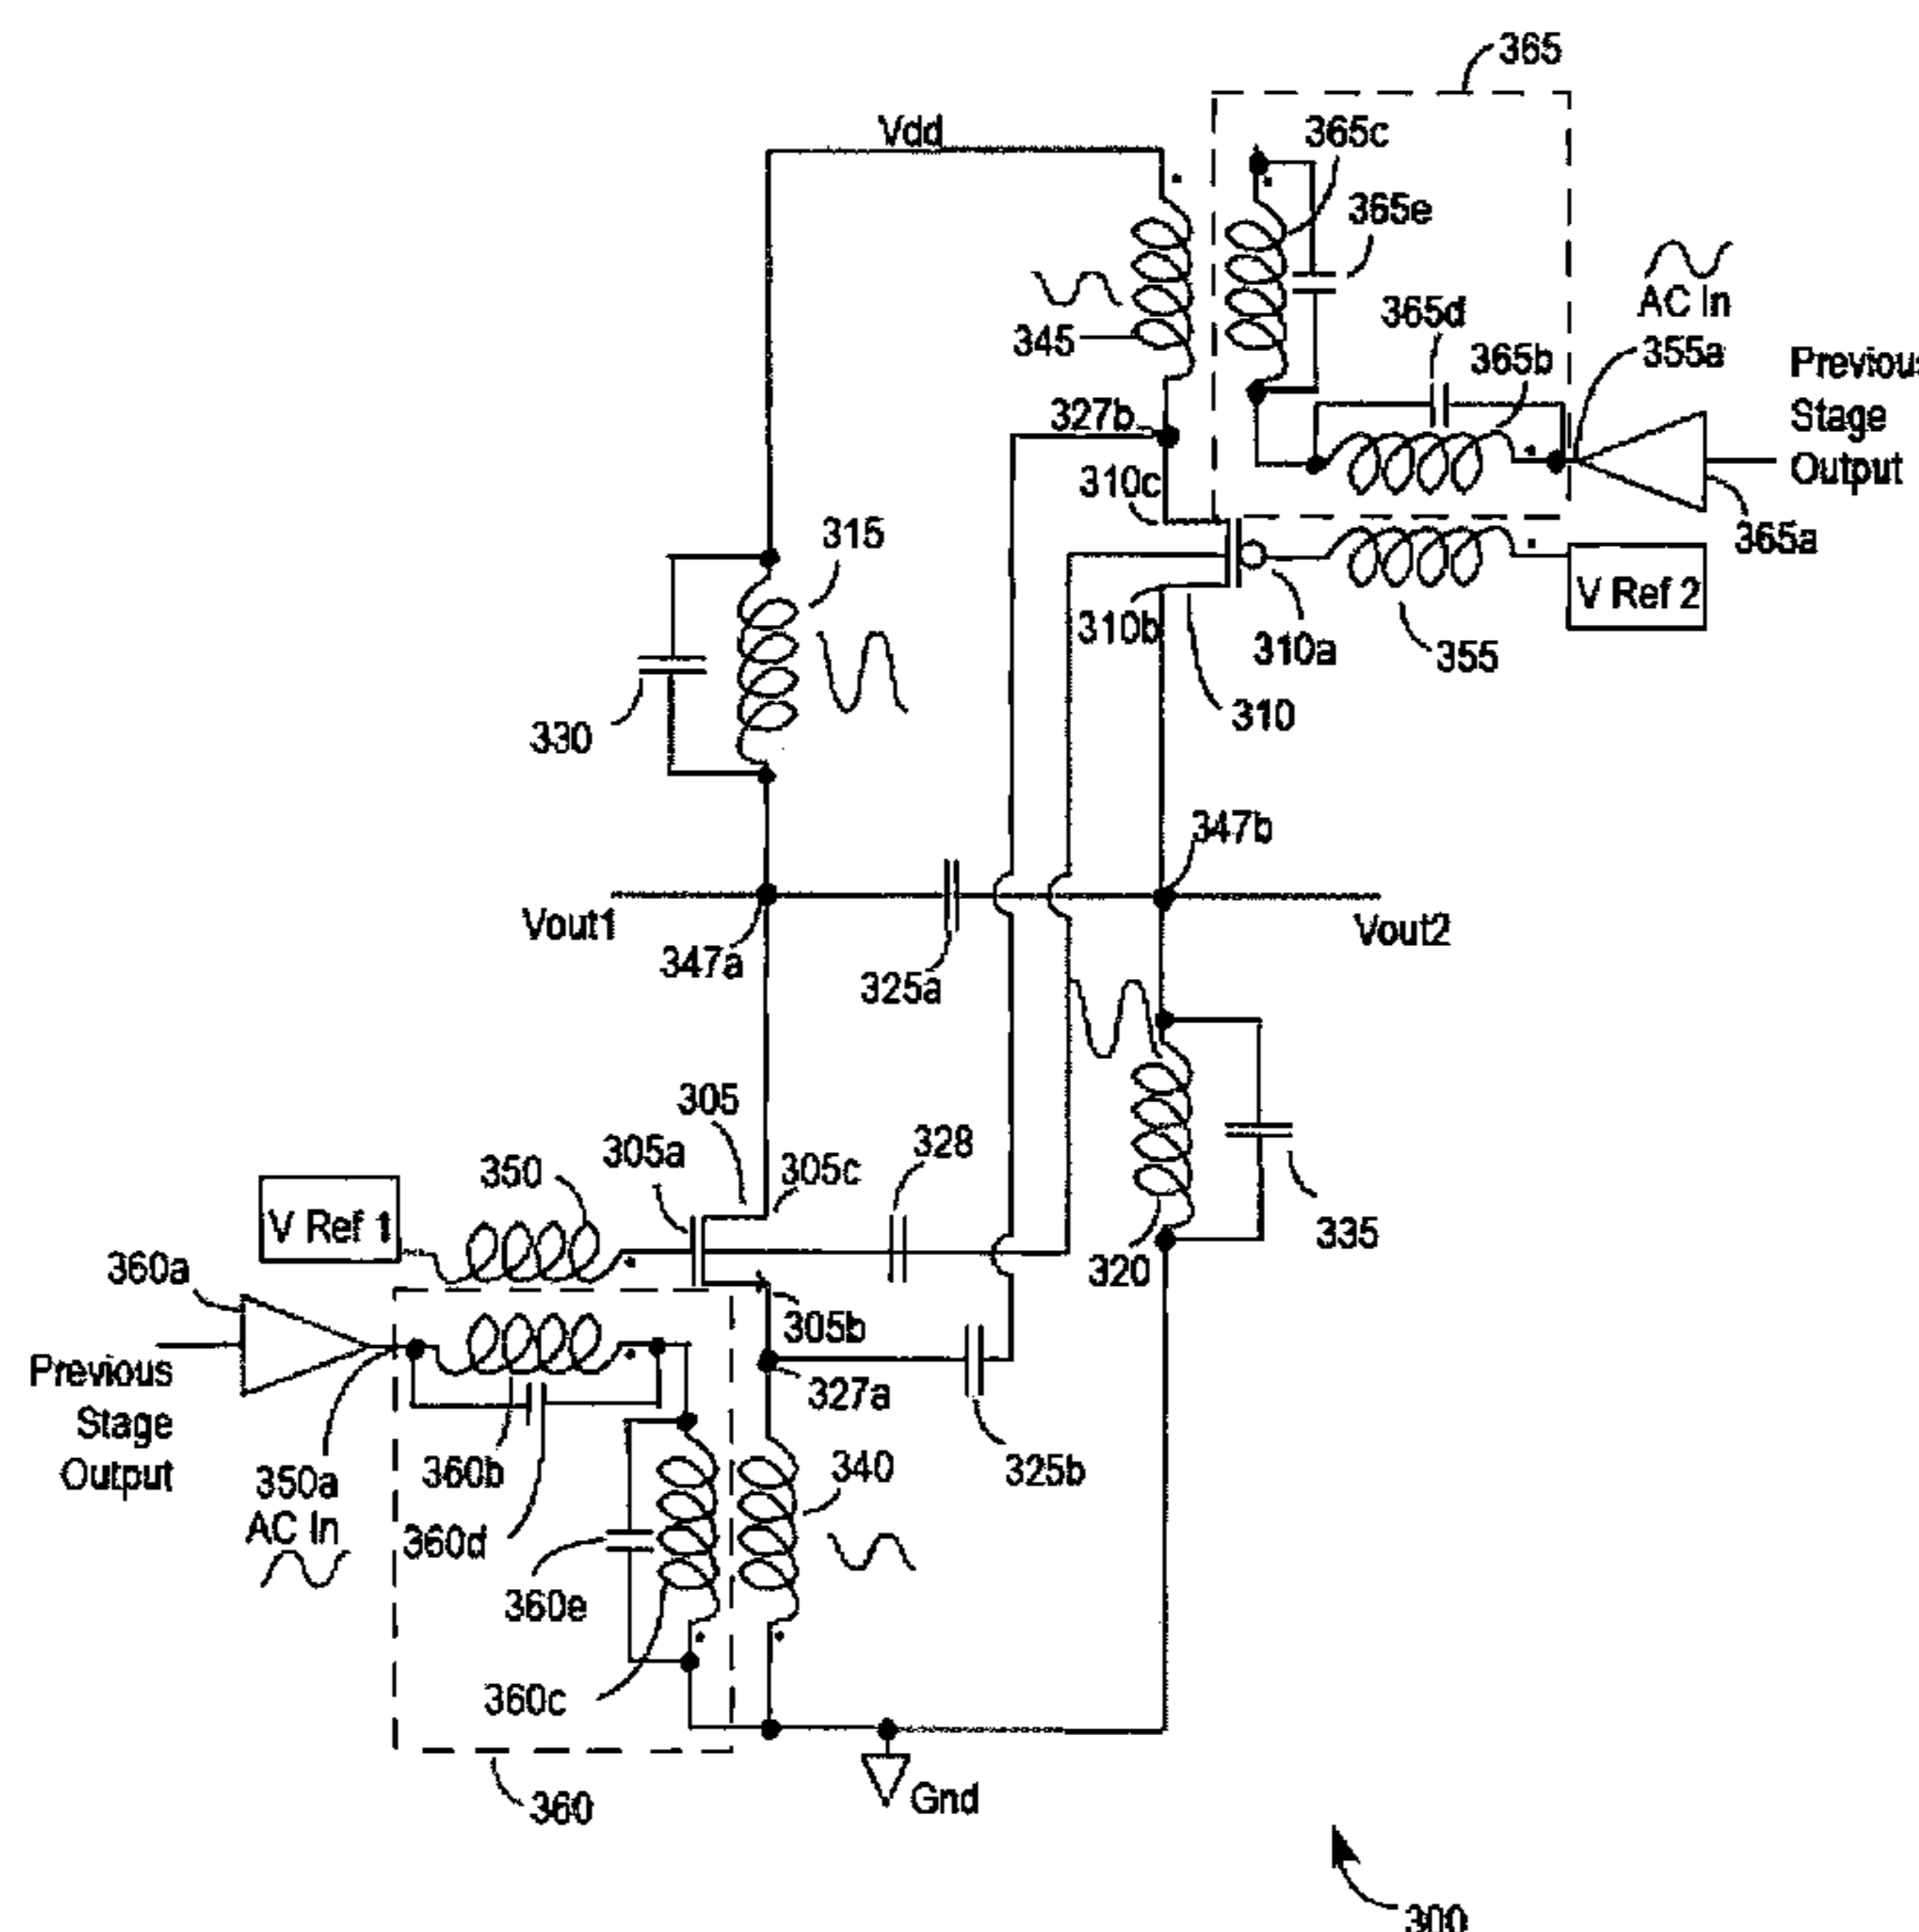 365
Vdd
365c
365e
AC In
365d
345
365b
355a
Previous
Stage
Output
327b
310c
365a
315
V Ref 2
310b
310a
355
310
330
347b
Vout1
Vout2
347a
325a
305
328
305a
305c
350
335
V Ref 1
320
360a
305b
Previous
Stage
Output
327a
340
325b
350a
360b
AC In
360d
360e
360c
Gnd
360
300